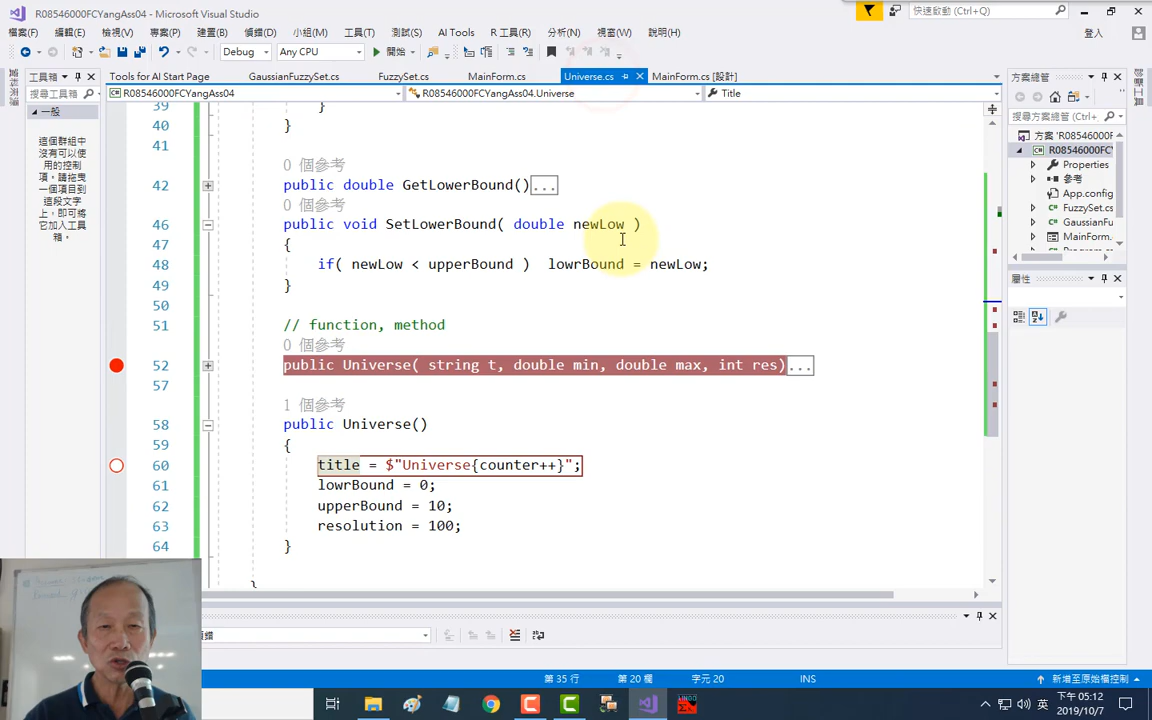 R08546000FCYangAss04 - Microsoft Visual Studio
快速啟動 (Ctrl+Q)
檔案(F) 編輯(E) 檢視(V) 專案(P) 建置(B) 偵錯(D) 小組(M) 工具(T) 測試(S) AI Tools R 工具(R) 分析(N) 視窗(W) 說明(H)
登入
Debug Any CPU 開始
工具箱
搜尋工具箱
一般
這個群組中
沒有可以使
用的控制
項。請拖曳
一個項目到
這段文字
上，即可將
它加入工具
箱。
Tools for AI Start Page GaussianFuzzySet.cs FuzzySet.cs MainForm.cs Universe.cs MainForm.cs [設計]
R08546000FCYangAss04 R08546000FCYangAss04.Universe Title
39 }
40 }
41
0 個參考
42 public double GetLowerBound()...
0 個參考
46 public void SetLowerBound( double newLow )
47 {
48 if( newLow < upperBound ) lowrBound = newLow;
49 }
50
51 // function, method
0 個參考
52 public Universe( string t, double min, double max, int res)...
57
1 個參考
58 public Universe()
59 {
60 title = $"Universe{counter++}";
61 lowrBound = 0;
62 upperBound = 10;
63 resolution = 100;
64 }
}
方案總管
搜尋方案總管 (Ctrl+
方案 'R08546000F
R08546000FCY
Properties
參考
App.config
FuzzySet.cs
GaussianFu
MainForm.
屬性
第 35 行 第 20 欄 字元 20 INS 新增至原始檔控制
英 下午 05:12
2019/10/7